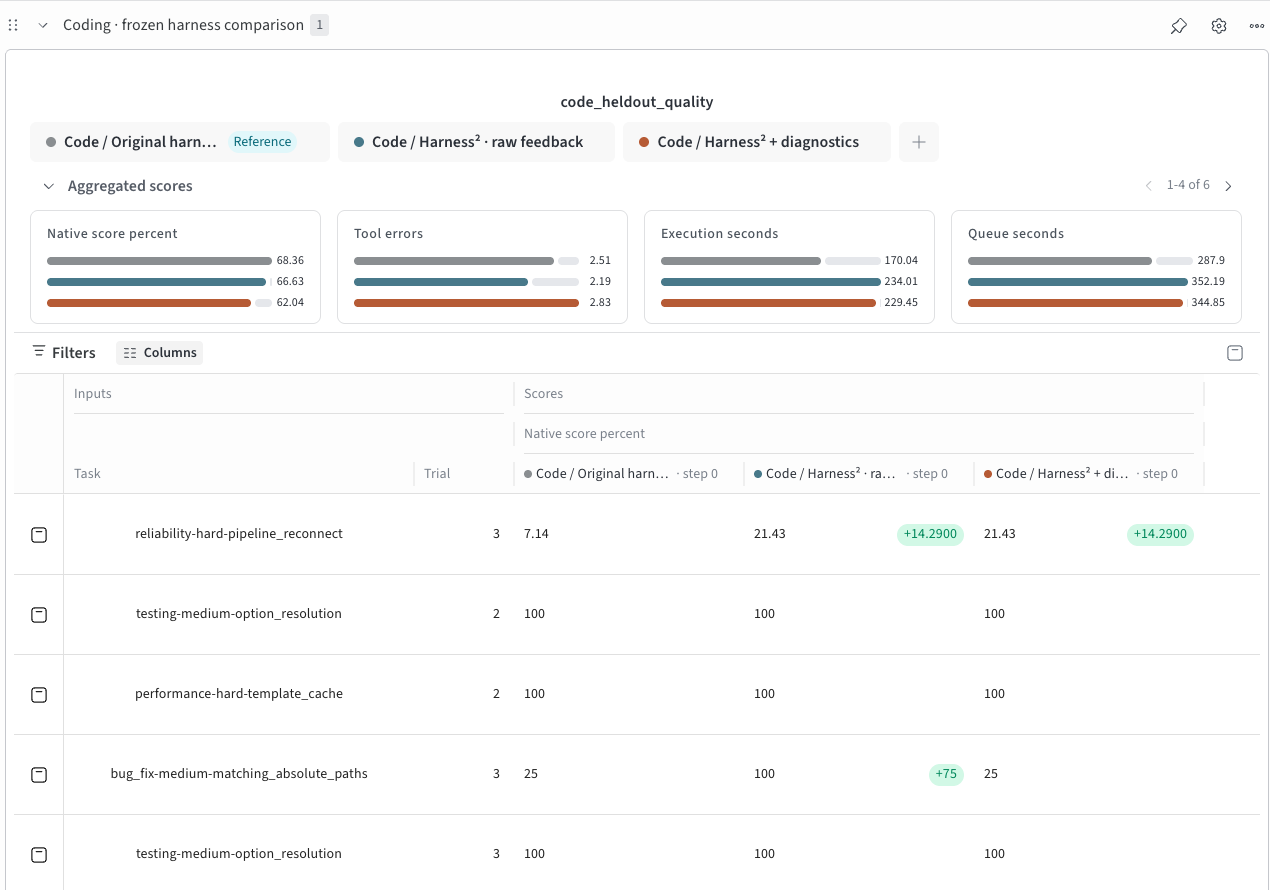 Coding · frozen harness comparison 1
code_heldout_quality
Code / Original harn… Reference Code / Harness² · raw feedback Code / Harness² + diagnostics
Aggregated scores 1-4 of 6
Native score percent
68.36
66.63
62.04
Tool errors
2.51
2.19
2.83
Execution seconds
170.04
234.01
229.45
Queue seconds
287.9
352.19
344.85
Filters Columns
Inputs Scores
Native score percent
Task Trial Code / Original harn… · step 0 Code / Harness² · ra… · step 0 Code / Harness² + di… · step 0
reliability-hard-pipeline_reconnect 3 7.14 21.43 +14.2900 21.43 +14.2900
testing-medium-option_resolution 2 100 100 100
performance-hard-template_cache 2 100 100 100
bug_fix-medium-matching_absolute_paths 3 25 100 +75 25
testing-medium-option_resolution 3 100 100 100